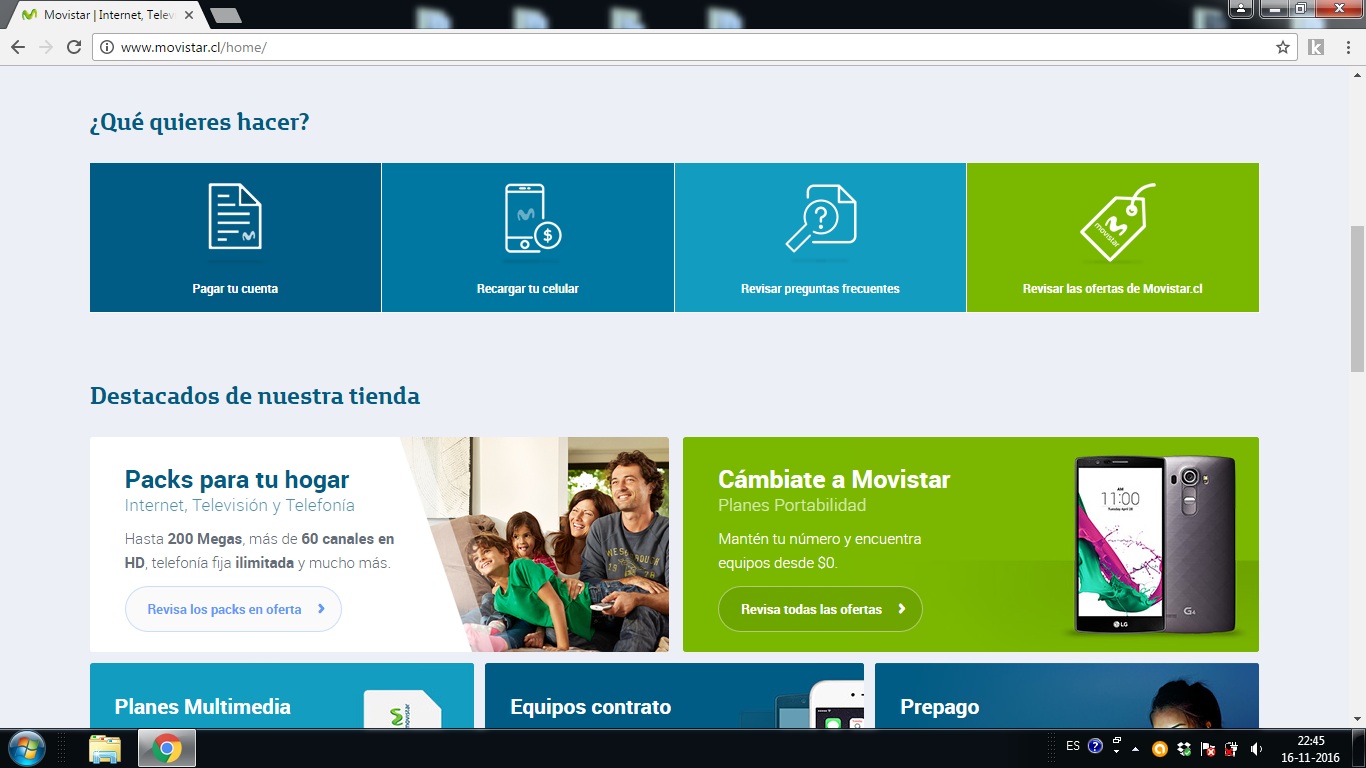 Movistar | Internet, Telev
www.movistar.cl/home/
¿Qué quieres hacer?
Pagar tu cuenta
Recargar tu celular
Revisar preguntas frecuentes
movistar
Revisar las ofertas de Movistar.cl
Destacados de nuestra tienda
Packs para tu hogar
Internet, Televisión y Telefonía
Hasta 200 Megas, más de 60 canales en
HD, telefonía fija ilimitada y mucho más.
Revisa los packs en oferta
Cámbiate a Movistar
Planes Portabilidad
Mantén tu número y encuentra
equipos desde $0.
Revisa todas las ofertas
11:00
LG
G4
Planes Multimedia
movistar
Equipos contrato
Prepago
ES
22:45
16-11-2016